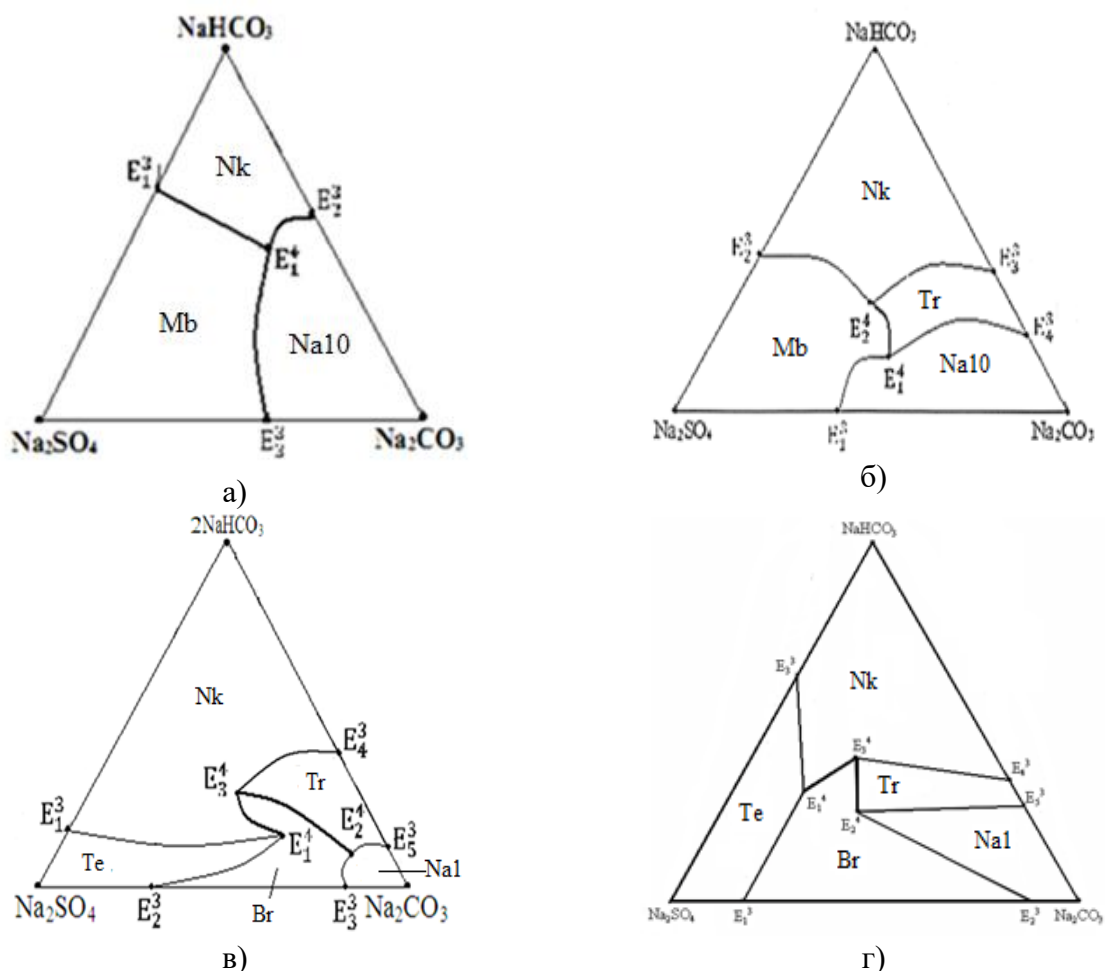 NaHCO₃
Nk
E₁³
E₂³
E₁⁴
Mb
Na10
Na₂SO₄
E₃³
Na₂CO₃
а)
NaHCO₃
Nk
E₂³
E₃³
Tr
E₂⁴
E₄³
Mb
E₁⁴
Na10
Na₂SO₄
E₁³
Na₂CO₃
б)
2NaHCO₃
Nk
E₄³
E₃⁴
Tr
E₁³
E₁⁴
E₂⁴
E₅³
Te
Na1
Br
Na₂SO₄
E₂³
E₃³
Na₂CO₃
в)
NaHCO₃
E₃³
Nk
E₃⁴
E₄³
Tr
Te
E₁⁴
E₂⁴
E₅³
Na1
Br
Na₂SO₄
E₁³
E₂³
Na₂CO₃
г)